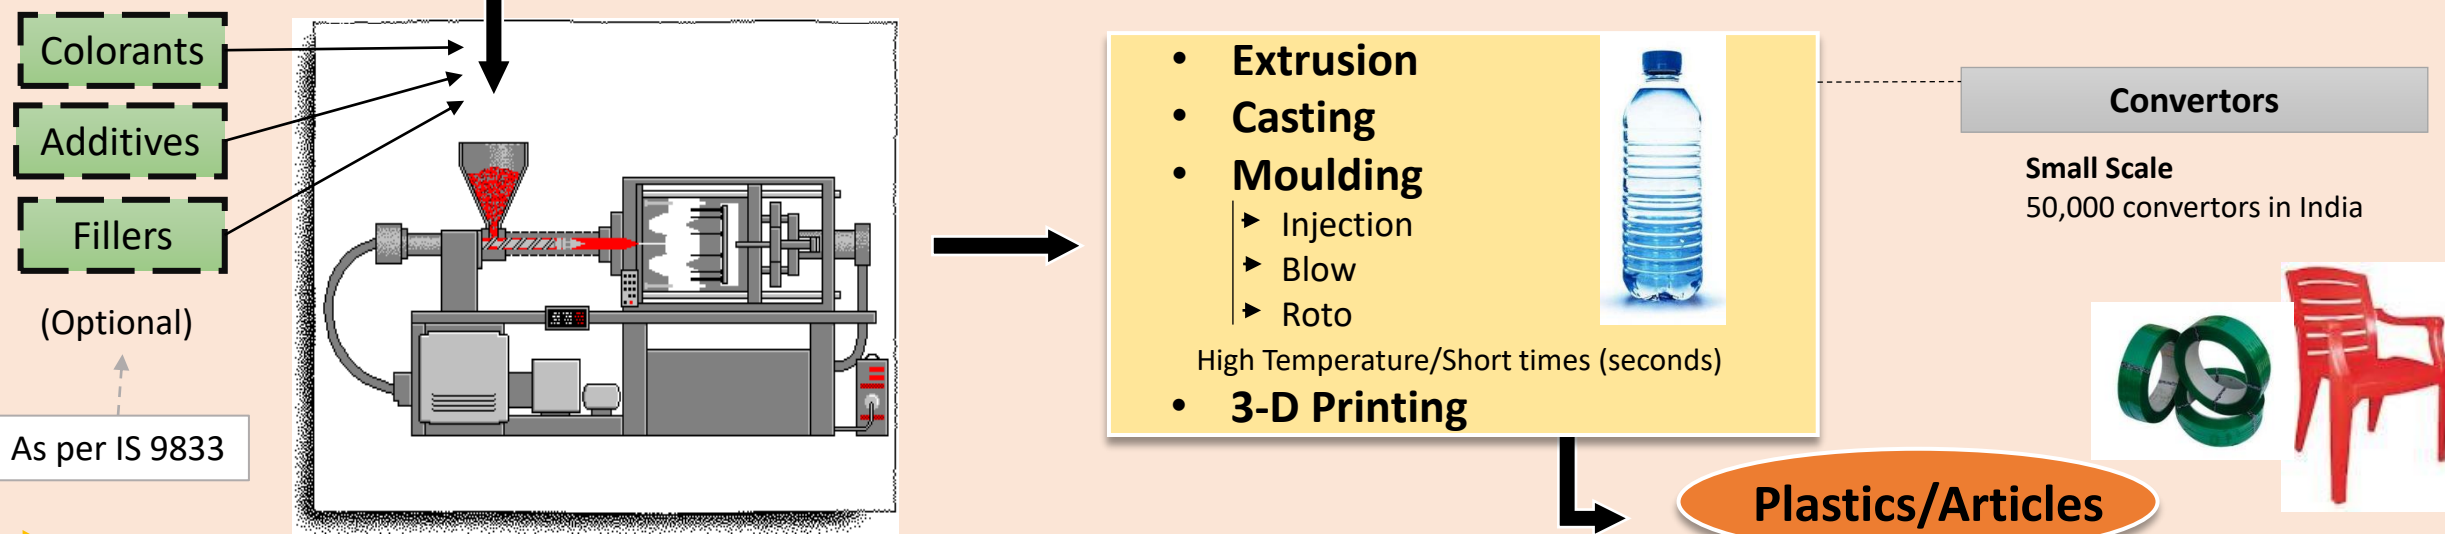 Colorants
Additives
Fillers
(Optional)
As per IS 9833
• Extrusion
• Casting
• Moulding
Injection
Blow
Roto
High Temperature/Short times (seconds)
• 3-D Printing
Convertors
Small Scale
50,000 convertors in India
Plastics/Articles